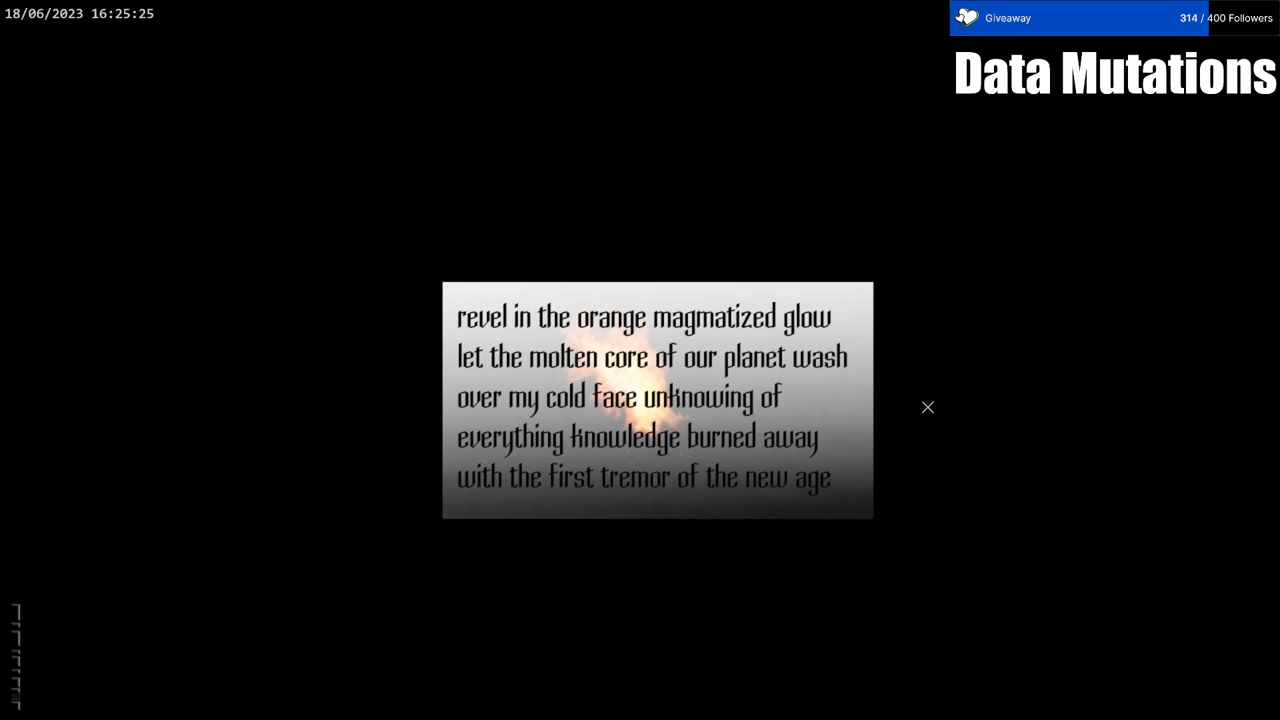 18/06/2023 16:25:25
Giveaway 314 / 400 Followers
Data Mutations
revel in the orange magmatized glow
let the molten core of our planet wash
over my cold face unknowing of
everything knowledge burned away
with the first tremor of the new age